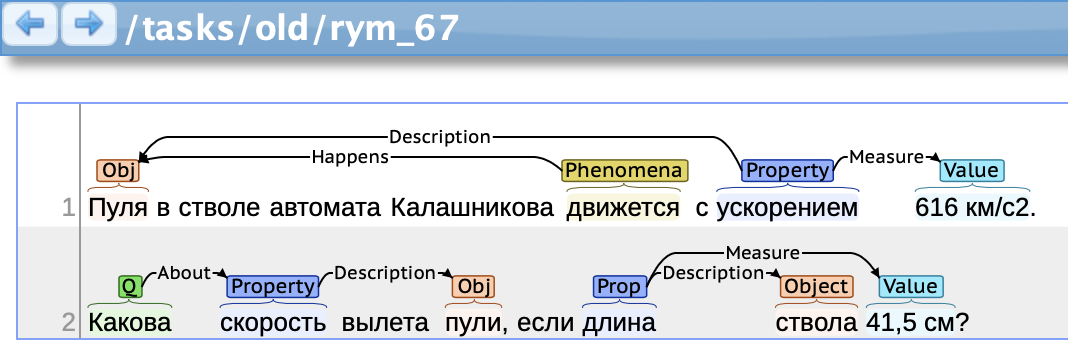 /tasks/old/rym_67
Description
Happens
Obj Phenomena Property Measure Value
1 Пуля в стволе автомата Калашникова движется с ускорением 616 км/с2.
Measure
Q About Property Description Obj Prop Description Object Value
2 Какова скорость вылета пули, если длина ствола 41,5 см?